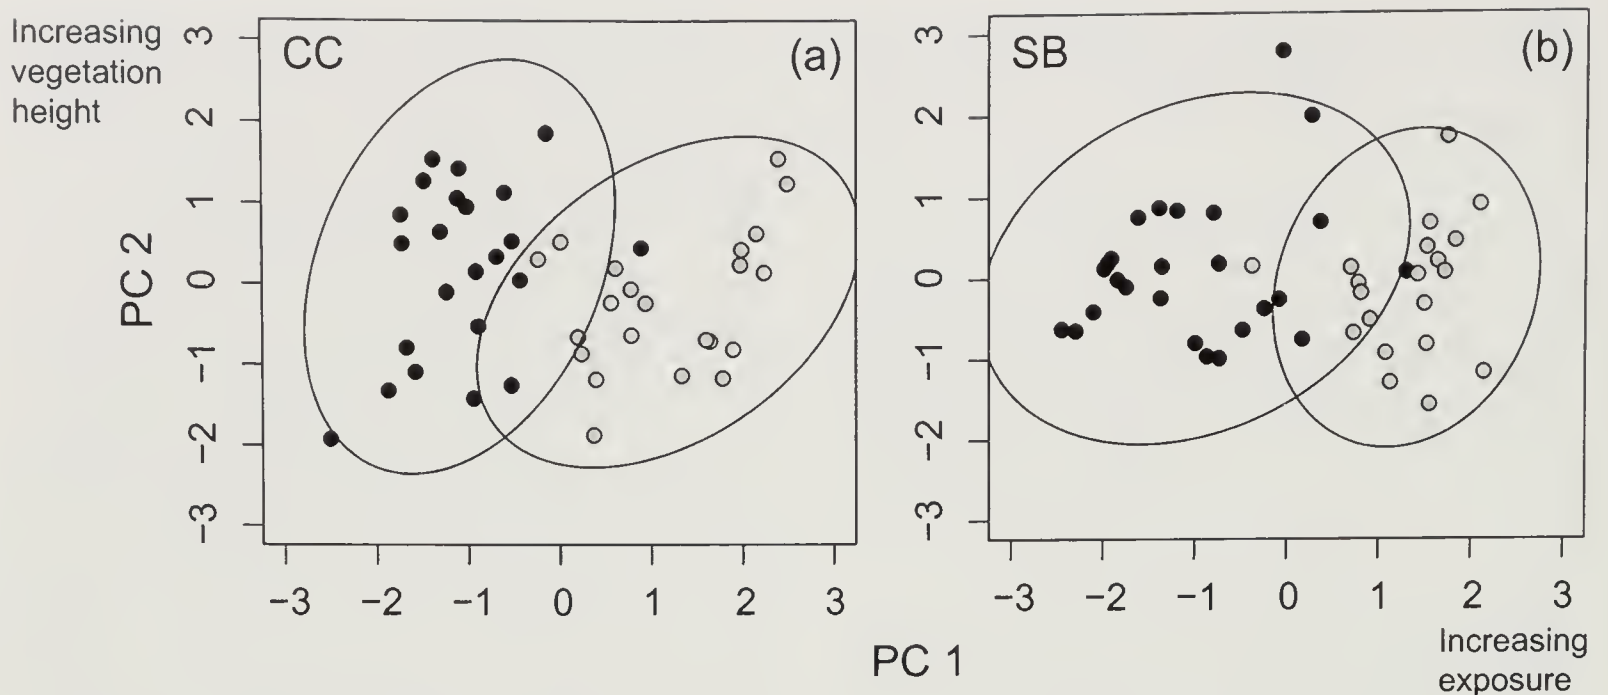 Increasing
vegetation
height
CC
(a)
SB
(b)
PC 2
3
2
1
0
−1
−2
−3
3
2
1
0
−1
−2
−3
−3 −2 −1 0 1 2 3
−3 −2 −1 0 1 2 3
PC 1
Increasing
exposure